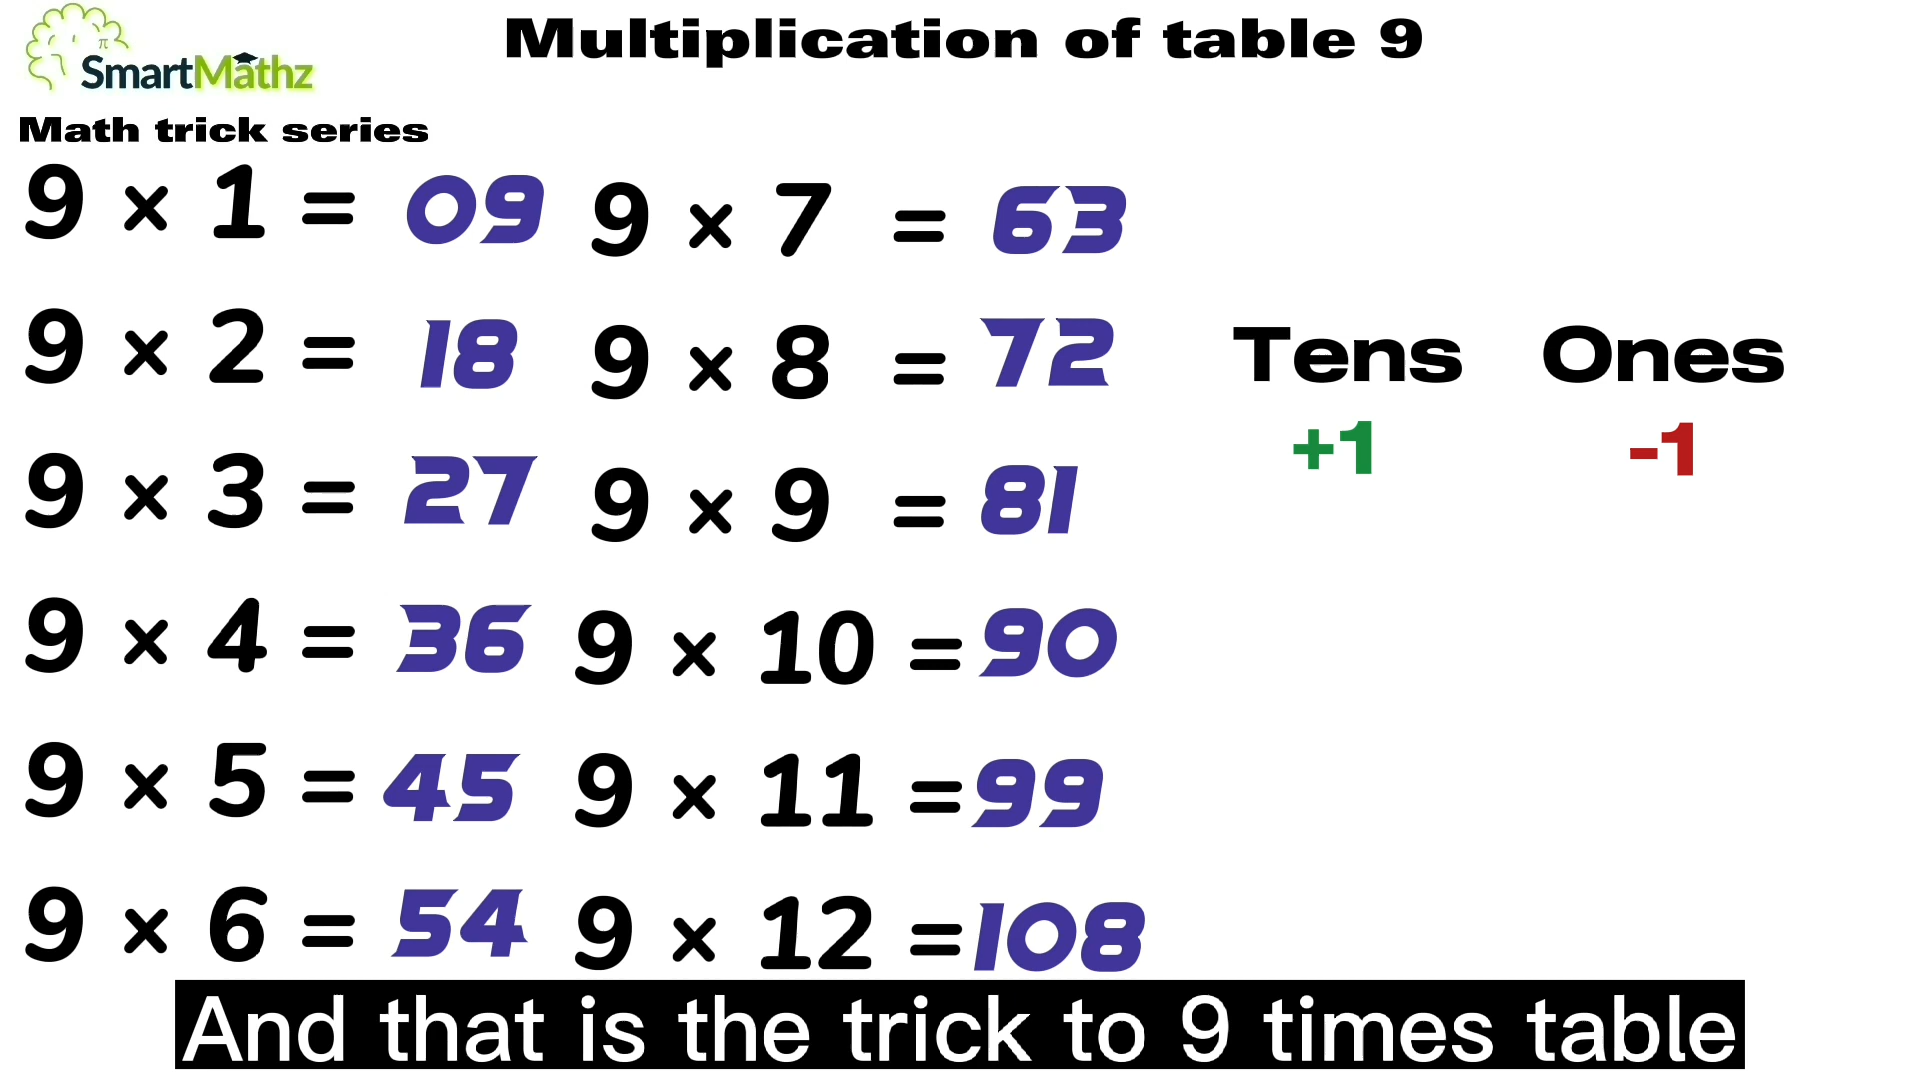 Multiplication of table 9
π
SmartMathz
Math trick series
9 × 1 = 09
9 × 2 = 18
9 × 3 = 27
9 × 4 = 36
9 × 5 = 45
9 × 6 = 54
9 × 7 = 63
9 × 8 = 72
9 × 9 = 81
9 × 10 = 90
9 × 11 = 99
9 × 12 = 108
Tens Ones
+1 -1
And that is the trick to 9 times table